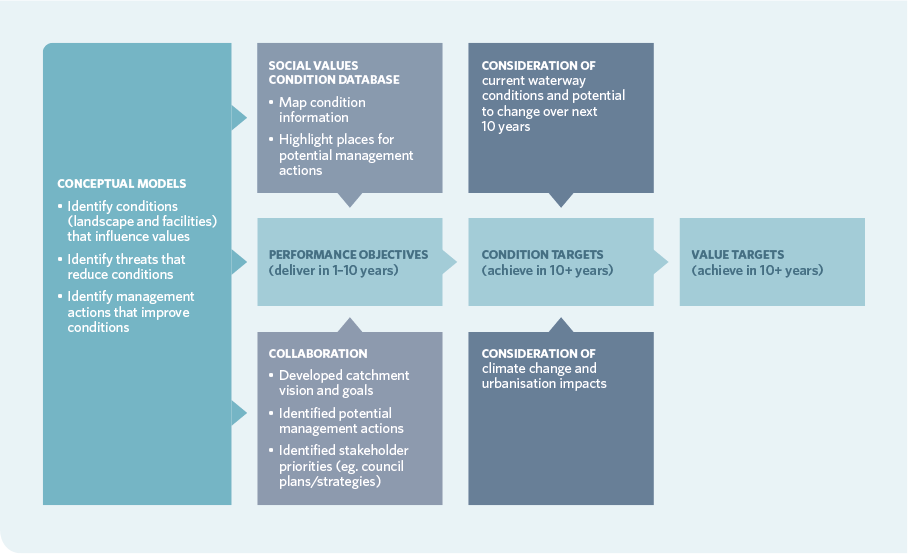 CONCEPTUAL MODELS
▪ Identify conditions
(landscape and facilities)
that influence values
▪ Identify threats that
reduce conditions
▪ Identify management
actions that improve
conditions
SOCIAL VALUES
CONDITION DATABASE
▪ Map condition
information
▪ Highlight places for
potential management
actions
CONSIDERATION OF
current waterway
conditions and potential
to change over next
10 years
PERFORMANCE OBJECTIVES
(deliver in 1–10 years)
CONDITION TARGETS
(achieve in 10+ years)
VALUE TARGETS
(achieve in 10+ years)
COLLABORATION
▪ Developed catchment
vision and goals
▪ Identified potential
management actions
▪ Identified stakeholder
priorities (eg. council
plans/strategies)
CONSIDERATION OF
climate change and
urbanisation impacts